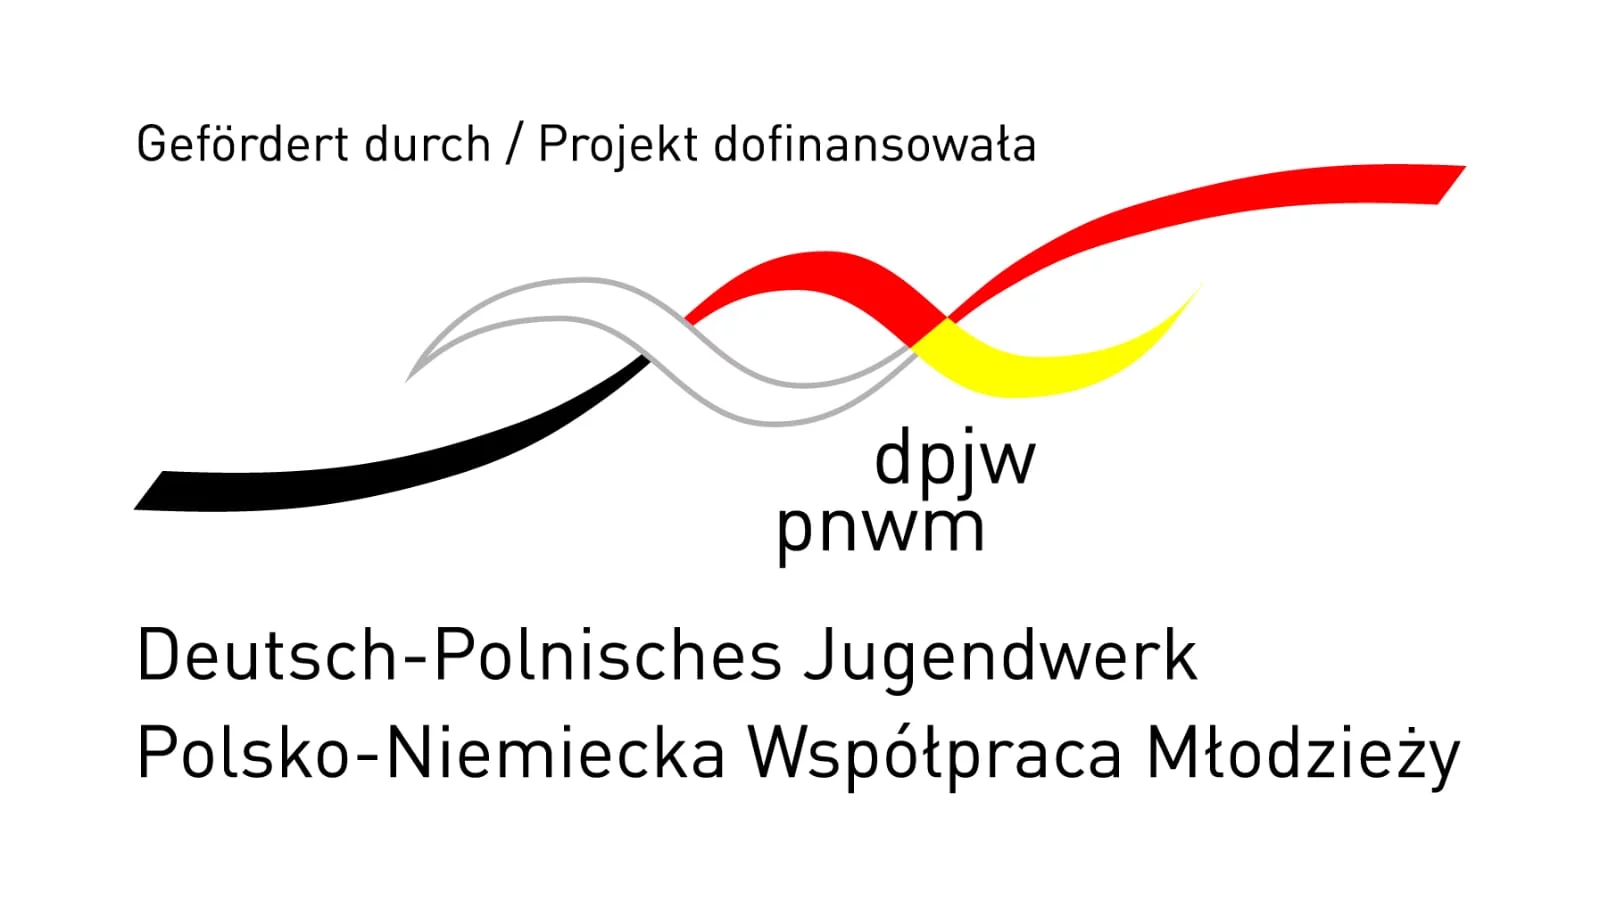 Gefördert durch / Projekt dofinansowała
dpjw
pnwm
Deutsch-Polnisches Jugendwerk
Polsko-Niemiecka Współpraca Młodzieży